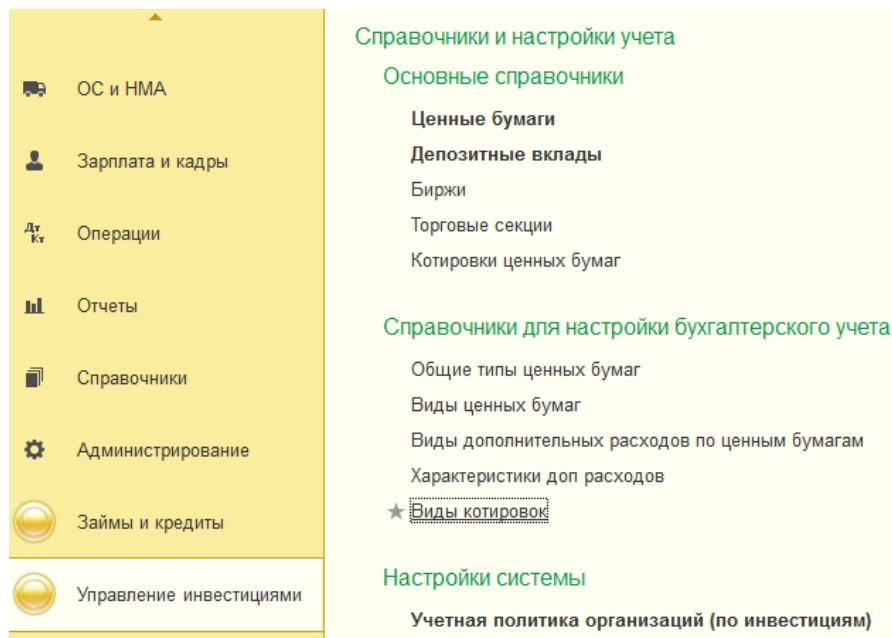 ОС и НМА
Зарплата и кадры
Дт
Кт
Операции
Отчеты
Справочники
Администрирование
Займы и кредиты
Управление инвестициями
Справочники и настройки учета
Основные справочники
Ценные бумаги
Депозитные вклады
Биржи
Торговые секции
Котировки ценных бумаг
Справочники для настройки бухгалтерского учета
Общие типы ценных бумаг
Виды ценных бумаг
Виды дополнительных расходов по ценным бумагам
Характеристики доп расходов
Виды котировок
Настройки системы
Учетная политика организаций (по инвестициям)